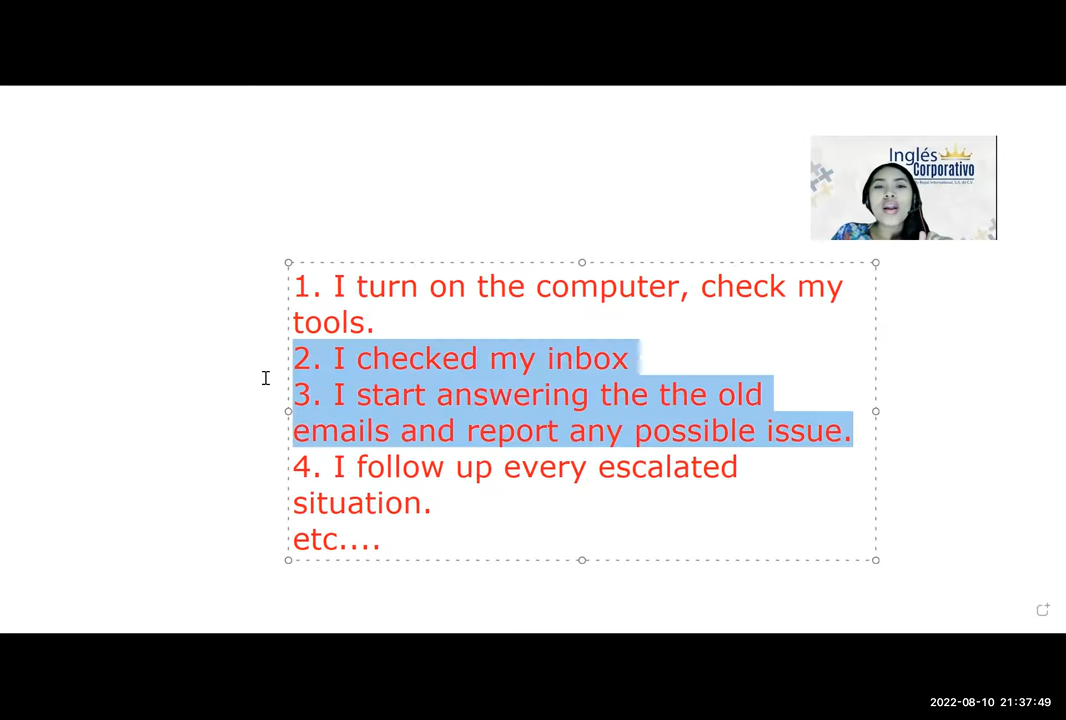 Inglés
Corporativo
1. I turn on the computer, check my
tools.
2. I checked my inbox
3. I start answering the the old
emails and report any possible issue.
4. I follow up every escalated
situation.
etc....
2022-08-10 21:37:49